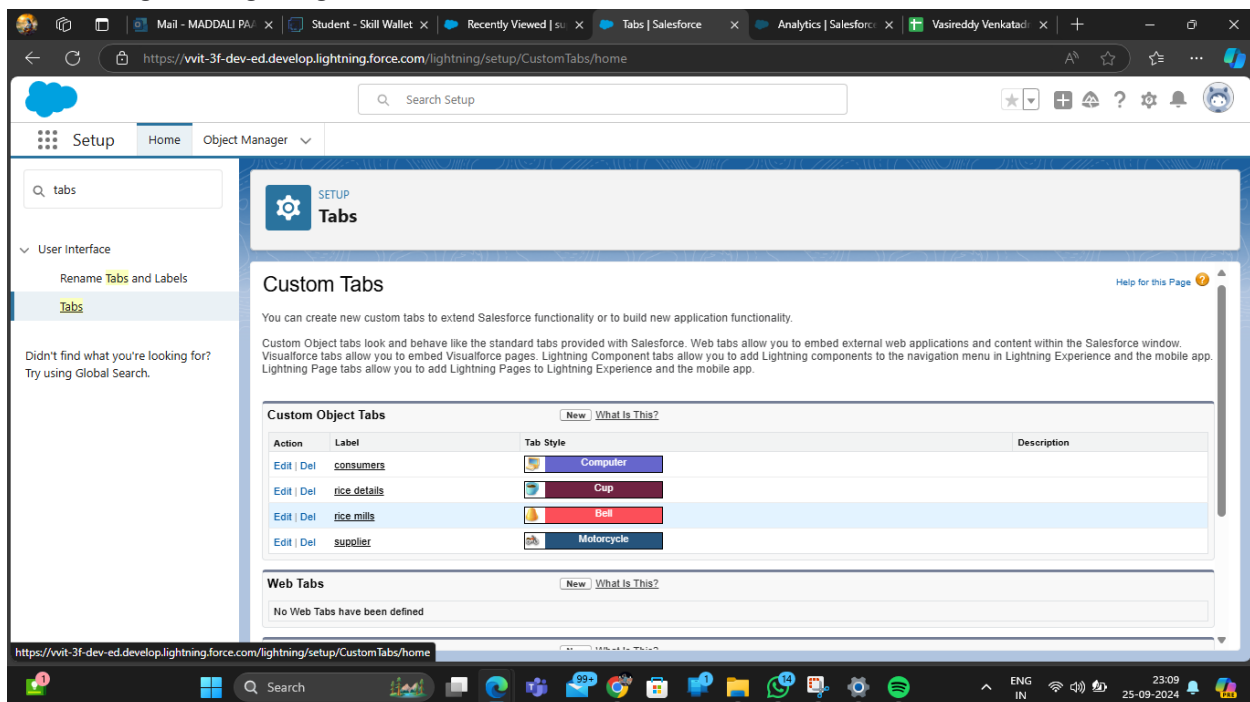 Mail - MADDALI PA
Student - Skill Wallet
Recently Viewed | su
Tabs | Salesforce
Analytics | Salesforc
Vasireddy Venkatad
https://vvit-3f-dev-ed.develop.lightning.force.com/lightning/setup/CustomTabs/home
Search Setup
Setup
Home
Object Manager
tabs
User Interface
Rename Tabs and Labels
Tabs
Didn't find what you're looking for?
Try using Global Search.
SETUP
Tabs
Custom Tabs
Help for this Page
You can create new custom tabs to extend Salesforce functionality or to build new application functionality.
Custom Object tabs look and behave like the standard tabs provided with Salesforce. Web tabs allow you to embed external web applications and content within the Salesforce window.
Visualforce tabs allow you to embed Visualforce pages. Lightning Component tabs allow you to add Lightning components to the navigation menu in Lightning Experience and the mobile app.
Lightning Page tabs allow you to add Lightning Pages to Lightning Experience and the mobile app.
Custom Object Tabs New What Is This?
Action Label Tab Style Description
Edit | Del consumers Computer
Edit | Del rice details Cup
Edit | Del rice mills Bell
Edit | Del supplier Motorcycle
Web Tabs New What Is This?
No Web Tabs have been defined
https://vvit-3f-dev-ed.develop.lightning.force.com/lightning/setup/CustomTabs/home
1
Search
99+
1
14
ENG
IN
23:09
25-09-2024
PRE